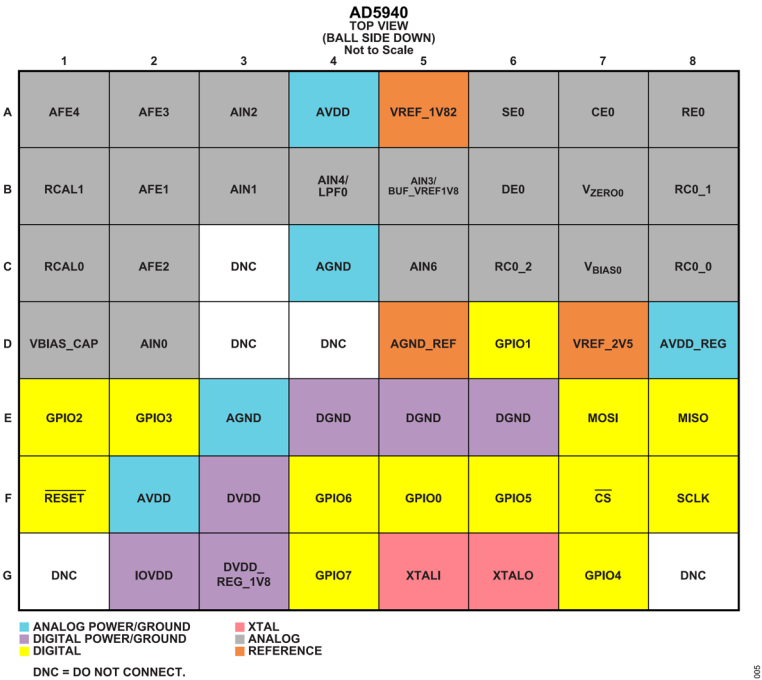 AD5940
TOP VIEW
(BALL SIDE DOWN)
Not to Scale
1 2 3 4 5 6 7 8
A AFE4 AFE3 AIN2 AVDD VREF_1V82 SE0 CE0 RE0
B RCAL1 AFE1 AIN1 AIN4/ LPF0 AIN3/ BUF_VREF1V8 DE0 VZERO0 RC0_1
C RCAL0 AFE2 DNC AGND AIN6 RC0_2 VBIAS0 RC0_0
D VBIAS_CAP AIN0 DNC DNC AGND_REF GPIO1 VREF_2V5 AVDD_REG
E GPIO2 GPIO3 AGND DGND DGND DGND MOSI MISO
F RESET AVDD DVDD GPIO6 GPIO0 GPIO5 CS SCLK
G DNC IOVDD DVDD_ REG_1V8 GPIO7 XTALI XTALO GPIO4 DNC
ANALOG POWER/GROUND XTAL
DIGITAL POWER/GROUND ANALOG
DIGITAL REFERENCE
DNC = DO NOT CONNECT.
005